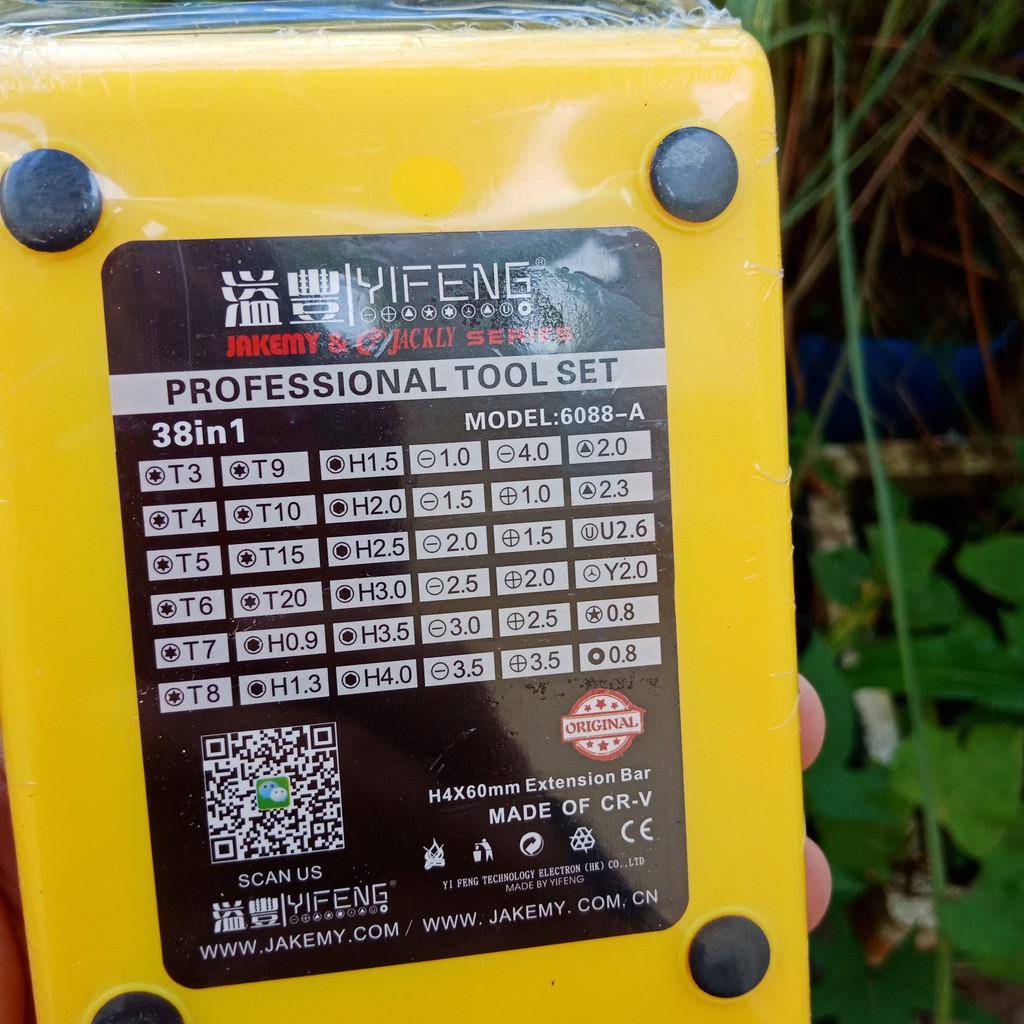 溢豐 YIFENG®
JAKEMY & JACKLY SERIES
PROFESSIONAL TOOL SET
38in1 MODEL:6088-A
T3 T9 H1.5 1.0 4.0 2.0
T4 T10 H2.0 1.5 1.0 2.3
T5 T15 H2.5 2.0 1.5 U2.6
T6 T20 H3.0 2.5 2.0 Y2.0
T7 H0.9 H3.5 3.0 2.5 0.8
T8 H1.3 H4.0 3.5 3.5 0.8
ORIGINAL
H4X60mm Extension Bar
MADE OF CR-V
CE
YI FENG TECHNOLOGY ELECTRON (HK) CO.,LTD
MADE BY YIFENG
SCAN US
溢豐 YIFENG®
WWW.JAKEMY.COM / WWW. JAKEMY. COM. CN